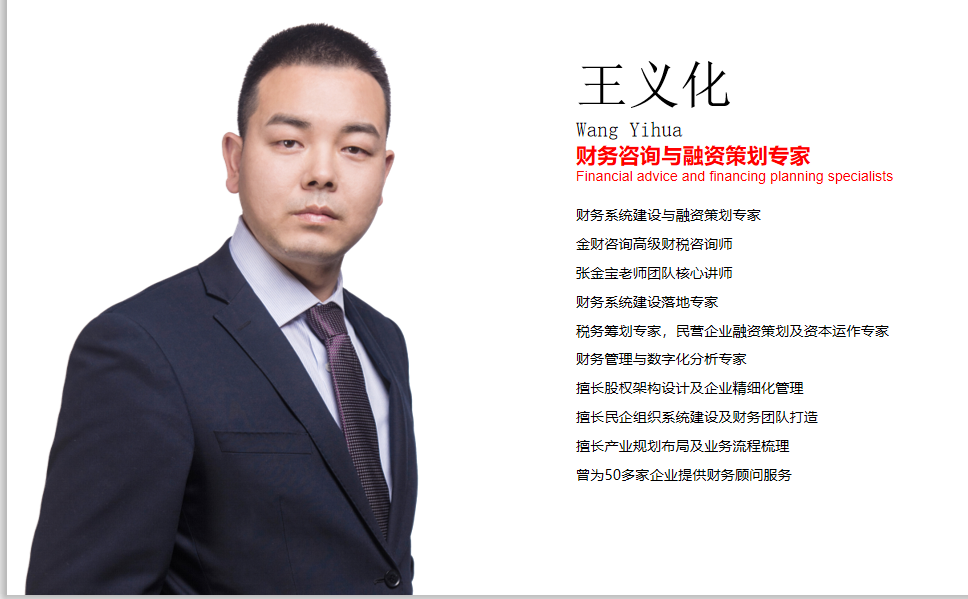 王义化
Wang Yihua
财务咨询与融资策划专家
Financial advice and financing planning specialists
财务系统建设与融资策划专家
金财咨询高级财税咨询师
张金宝老师团队核心讲师
财务系统建设落地专家
税务筹划专家，民营企业融资策划及资本运作专家
财务管理与数字化分析专家
擅长股权架构设计及企业精细化管理
擅长民企组织系统建设及财务团队打造
擅长产业规划布局及业务流程梳理
曾为50多家企业提供财务顾问服务